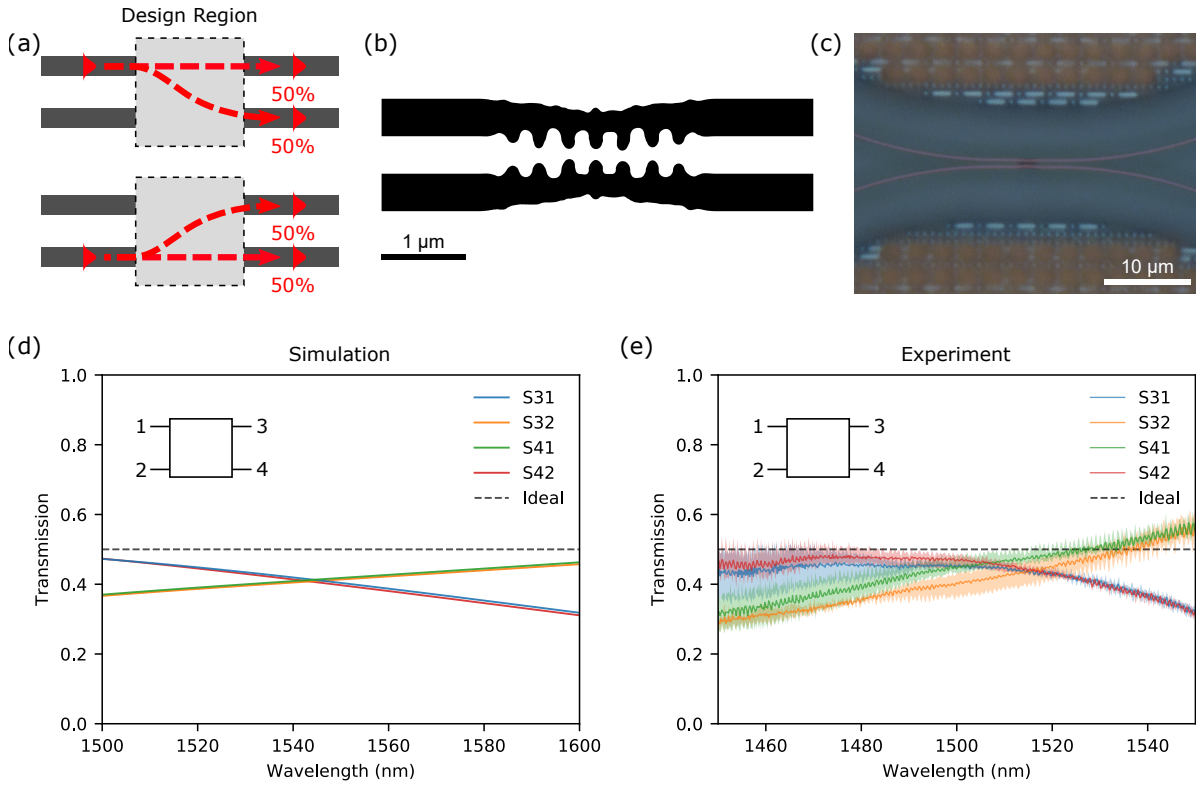 Design Region
(a)
50%
50%
50%
50%
(b)
1 μm
(c)
10 μm
(d)
Simulation
Transmission
1.0
0.8
0.6
0.4
0.2
0.0
1
2
3
4
S31
S32
S41
S42
Ideal
1500
1520
1540
1560
1580
1600
Wavelength (nm)
(e)
Experiment
Transmission
1.0
0.8
0.6
0.4
0.2
0.0
1
2
3
4
S31
S32
S41
S42
Ideal
1460
1480
1500
1520
1540
Wavelength (nm)